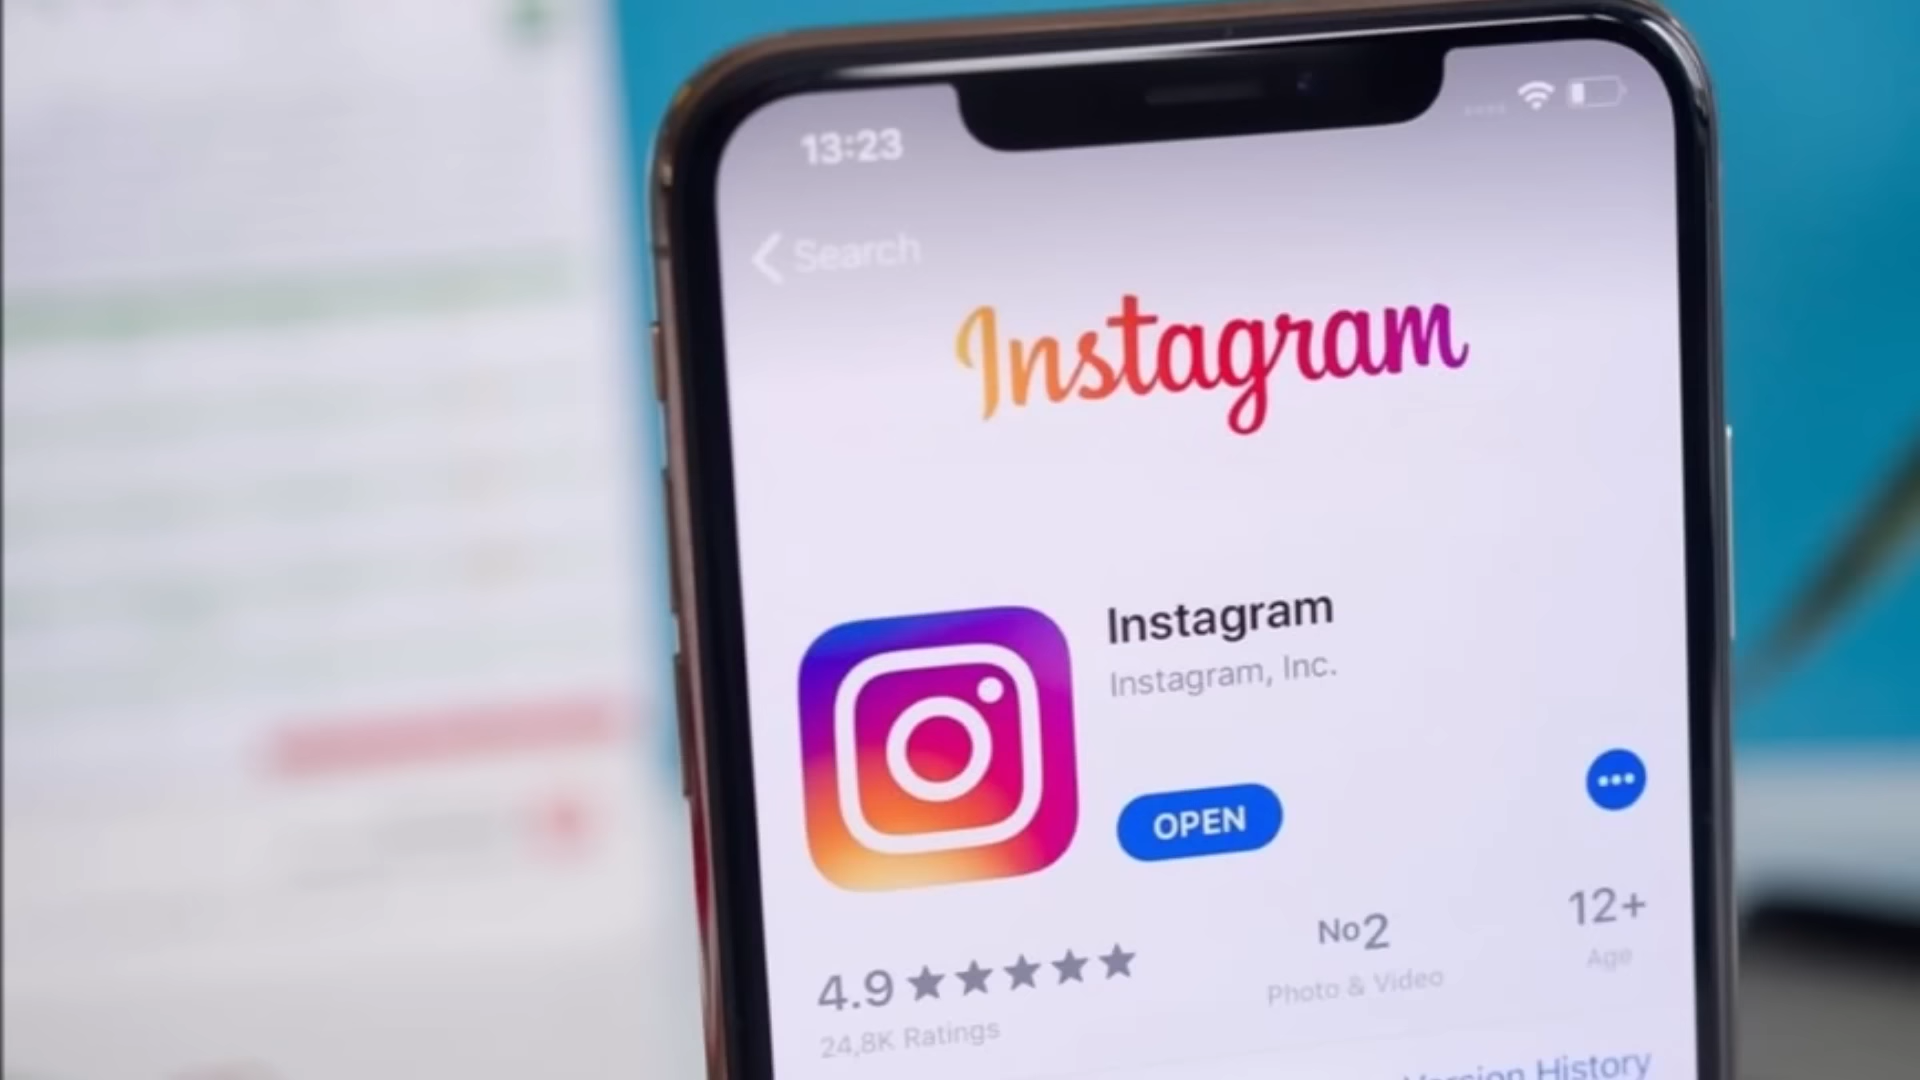 13:23
Search
Instagram
Instagram
Instagram, Inc.
OPEN
4.9 No2 12+
24,8K Ratings Photo & Video Age
Version History